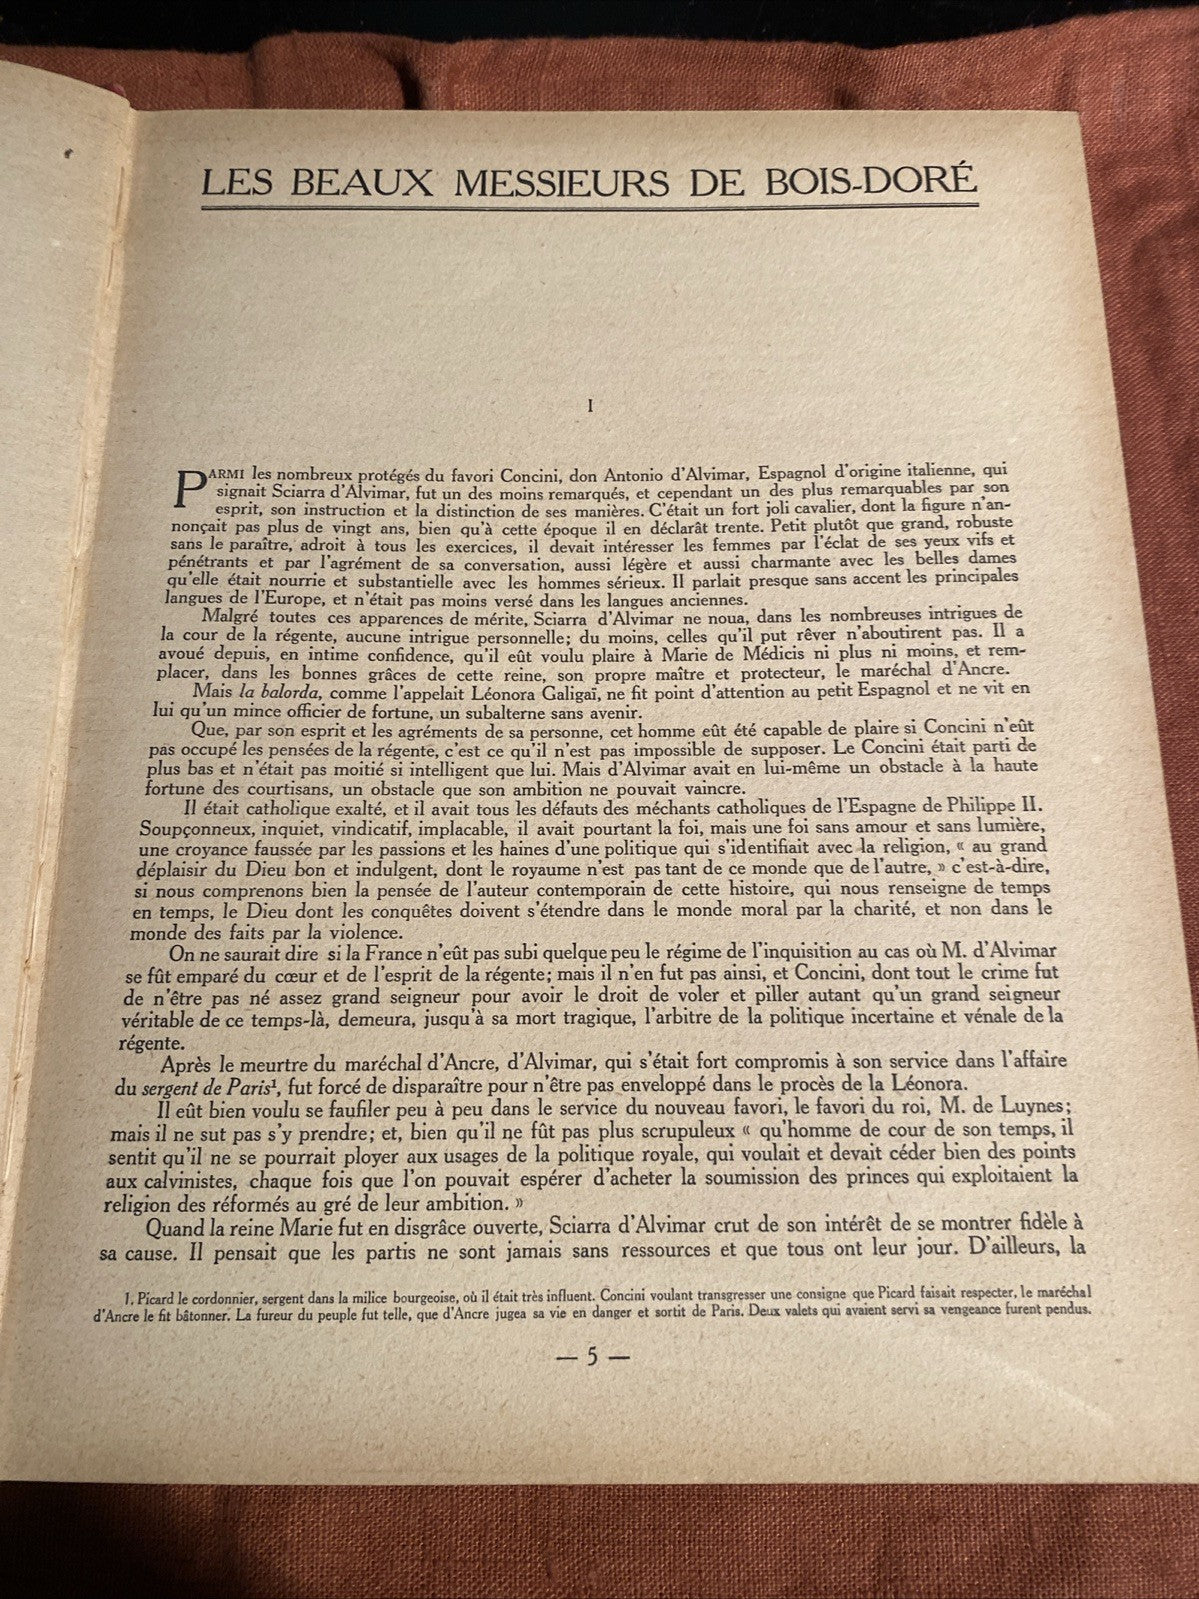 LES BEAUX MESSIEURS DE BOIS-DORÉ
I
PARMI les nombreux protégés du favori Concini, don Antonio d'Alvimar, Espagnol d'origine italienne, qui
signait Sciarra d'Alvimar, fut un des moins remarqués, et cependant un des plus remarquables par son
esprit, son instruction et la distinction de ses manières. C'était un fort joli cavalier, dont la figure n'an-
nonçait pas plus de vingt ans, bien qu'à cette époque il en déclarât trente. Petit plutôt que grand, robuste
sans le paraître, adroit à tous les exercices, il devait intéresser les femmes par l'éclat de ses yeux vifs et
pénétrants et par l'agrément de sa conversation, aussi légère et aussi charmante avec les belles dames
qu'elle était nourrie et substantielle avec les hommes sérieux. Il parlait presque sans accent les principales
langues de l'Europe, et n'était pas moins versé dans les langues anciennes.
Malgré toutes ces apparences de mérite, Sciarra d'Alvimar ne noua, dans les nombreuses intrigues de
la cour de la régente, aucune intrigue personnelle; du moins, celles qu'il put rêver n'aboutirent pas. Il a
avoué depuis, en intime confidence, qu'il eût voulu plaire à Marie de Médicis ni plus ni moins, et rem-
placer, dans les bonnes grâces de cette reine, son propre maître et protecteur, le maréchal d'Ancre.
Mais la balorda, comme l'appelait Léonora Galigaï, ne fit point d'attention au petit Espagnol et ne vit en
lui qu'un mince officier de fortune, un subalterne sans avenir.
Que, par son esprit et les agréments de sa personne, cet homme eût été capable de plaire si Concini n'eût
pas occupé les pensées de la régente, c'est ce qu'il n'est pas impossible de supposer. Le Concini était parti de
plus bas et n'était pas moitié si intelligent que lui. Mais d'Alvimar avait en lui-même un obstacle à la haute
fortune des courtisans, un obstacle que son ambition ne pouvait vaincre.
Il était catholique exalté, et il avait tous les défauts des méchants catholiques de l'Espagne de Philippe II.
Soupçonneux, inquiet, vindicatif, implacable, il avait pourtant la foi, mais une foi sans amour et sans lumière,
une croyance faussée par les passions et les haines d'une politique qui s'identifiait avec la religion, « au grand
déplaisir du Dieu bon et indulgent, dont le royaume n'est pas tant de ce monde que de l'autre, » c'est-à-dire,
si nous comprenons bien la pensée de l'auteur contemporain de cette histoire, qui nous renseigne de temps
en temps, le Dieu dont les conquêtes doivent s'étendre dans le monde moral par la charité, et non dans le
monde des faits par la violence.
On ne saurait dire si la France n'eût pas subi quelque peu le régime de l'inquisition au cas où M. d'Alvimar
se fût emparé du cœur et de l'esprit de la régente; mais il n'en fut pas ainsi, et Concini, dont tout le crime fut
de n'être pas né assez grand seigneur pour avoir le droit de voler et piller autant qu'un grand seigneur
véritable de ce temps-là, demeura, jusqu'à sa mort tragique, l'arbitre de la politique incertaine et vénale de la
régente.
Après le meurtre du maréchal d'Ancre, d'Alvimar, qui s'était fort compromis à son service dans l'affaire
du sergent de Paris¹, fut forcé de disparaître pour n'être pas enveloppé dans le procès de la Léonora.
Il eût bien voulu se faufiler peu à peu dans le service du nouveau favori, le favori du roi, M. de Luynes;
mais il ne sut pas s'y prendre; et, bien qu'il ne fût pas plus scrupuleux « qu'homme de cour de son temps, il
sentit qu'il ne se pourrait ployer aux usages de la politique royale, qui voulait et devait céder bien des points
aux calvinistes, chaque fois que l'on pouvait espérer d'acheter la soumission des princes qui exploitaient la
religion des réformés au gré de leur ambition. »
Quand la reine Marie fut en disgrâce ouverte, Sciarra d'Alvimar crut de son intérêt de se montrer fidèle à
sa cause. Il pensait que les partis ne sont jamais sans ressources et que tous ont leur jour. D'ailleurs, la
1. Picard le cordonnier, sergent dans la milice bourgeoise, où il était très influent. Concini voulant transgresser une consigne que Picard faisait respecter, le maréchal
d'Ancre le fit bâtonner. La fureur du peuple fut telle, que d'Ancre jugea sa vie en danger et sortit de Paris. Deux valets qui avaient servi sa vengeance furent pendus.
— 5 —